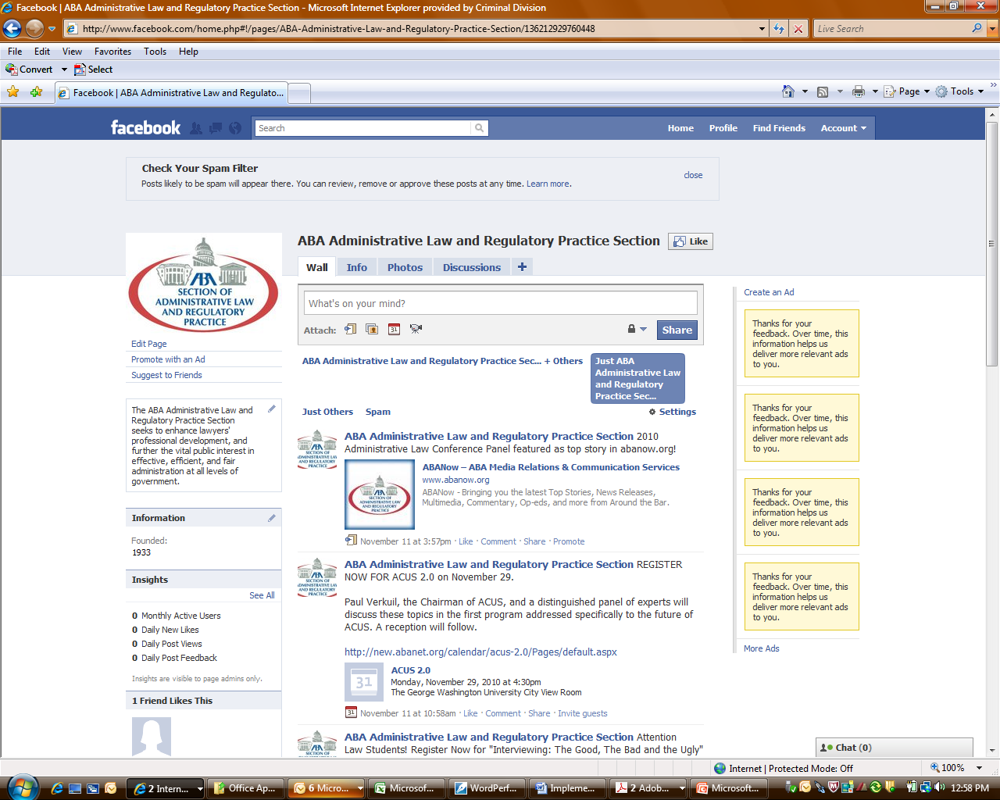 Facebook | ABA Administrative Law and Regulatory Practice Section - Microsoft Internet Explorer provided by Criminal Division
http://www.facebook.com/home.php#!/pages/ABA-Administrative-Law-and-Regulatory-Practice-Section/136212929760448
Live Search
File Edit View Favorites Tools Help
Convert Select
Facebook | ABA Administrative Law and Regulato...
Page Tools
facebook
Search
Home Profile Find Friends Account
Check Your Spam Filter
Posts likely to be spam will appear there. You can review, remove or approve these posts at any time. Learn more.
close
ABA
SECTION OF
ADMINISTRATIVE LAW
AND REGULATORY
PRACTICE
Edit Page
Promote with an Ad
Suggest to Friends
The ABA Administrative Law and
Regulatory Practice Section
seeks to enhance lawyers'
professional development, and
further the vital public interest in
effective, efficient, and fair
administration at all levels of
government.
Information
Founded:
1933
Insights
See All
0 Monthly Active Users
0 Daily New Likes
0 Daily Post Views
0 Daily Post Feedback
Insights are visible to page admins only.
1 Friend Likes This
ABA Administrative Law and Regulatory Practice Section
Like
Wall Info Photos Discussions +
What's on your mind?
Attach:
31
Share
ABA Administrative Law and Regulatory Practice Sec... + Others
Just ABA
Administrative Law
and Regulatory
Practice Sec...
Just Others Spam
Settings
ABA Administrative Law and Regulatory Practice Section 2010
Administrative Law Conference Panel featured as top story in abanow.org!
ABANow – ABA Media Relations & Communication Services
www.abanow.org
ABANow - Bringing you the latest Top Stories, News Releases,
Multimedia, Commentary, Op-eds, and more from Around the Bar.
November 11 at 3:57pm · Like · Comment · Share · Promote
ABA Administrative Law and Regulatory Practice Section REGISTER
NOW FOR ACUS 2.0 on November 29.
Paul Verkuil, the Chairman of ACUS, and a distinguished panel of experts will
discuss these topics in the first program addressed specifically to the future of
ACUS. A reception will follow.
http://new.abanet.org/calendar/acus-2.0/Pages/default.aspx
31
ACUS 2.0
Monday, November 29, 2010 at 4:30pm
The George Washington University City View Room
31
November 11 at 10:58am · Like · Comment · Share · Invite guests
ABA Administrative Law and Regulatory Practice Section Attention
Law Students! Register Now for "Interviewing: The Good, The Bad and the Ugly"
Create an Ad
Thanks for your
feedback. Over time, this
information helps us
deliver more relevant ads
to you.
Thanks for your
feedback. Over time, this
information helps us
deliver more relevant ads
to you.
Thanks for your
feedback. Over time, this
information helps us
deliver more relevant ads
to you.
Thanks for your
feedback. Over time, this
information helps us
deliver more relevant ads
to you.
More Ads
Chat (0)
Internet | Protected Mode: Off
100%
2 Intern...
Office Ap...
6 Micro...
Microsof...
WordPerf...
Impleme...
2 Adob...
Microsoft...
12:58 PM